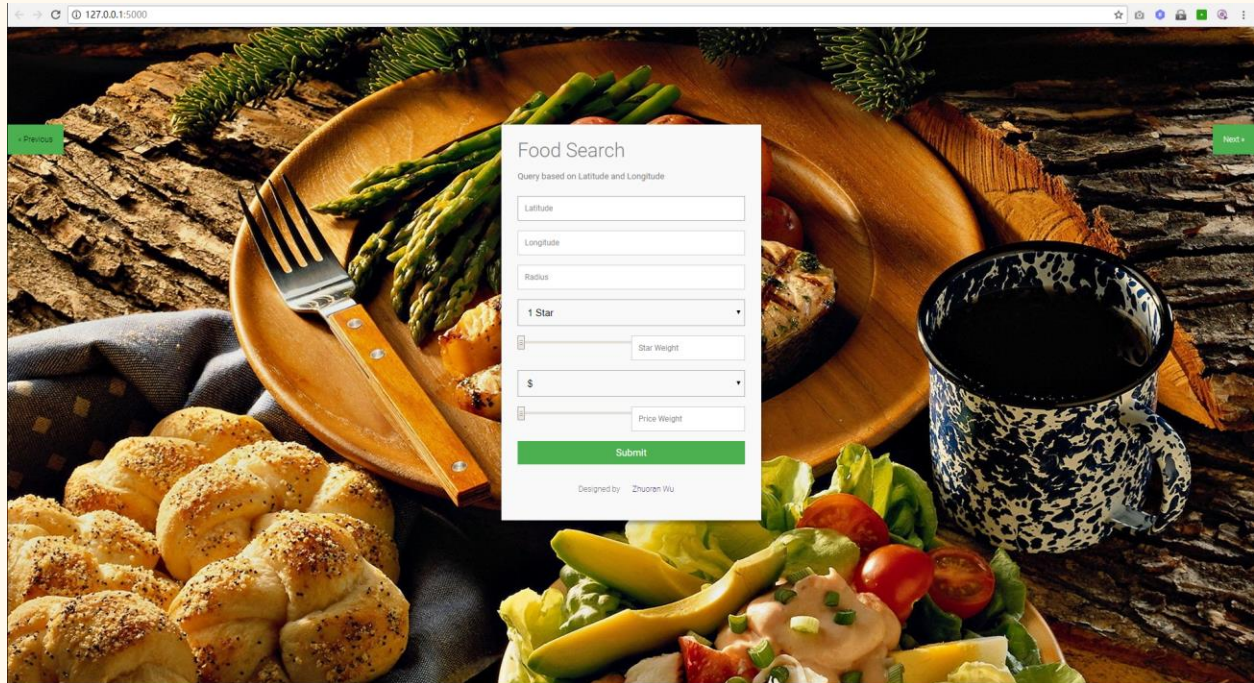 127.0.0.1:5000
« Previous
Next »
Food Search
Query based on Latitude and Longitude
Latitude
Longitude
Radius
1 Star
Star Weight
$
Price Weight
Submit
Designed by Zhuoran Wu